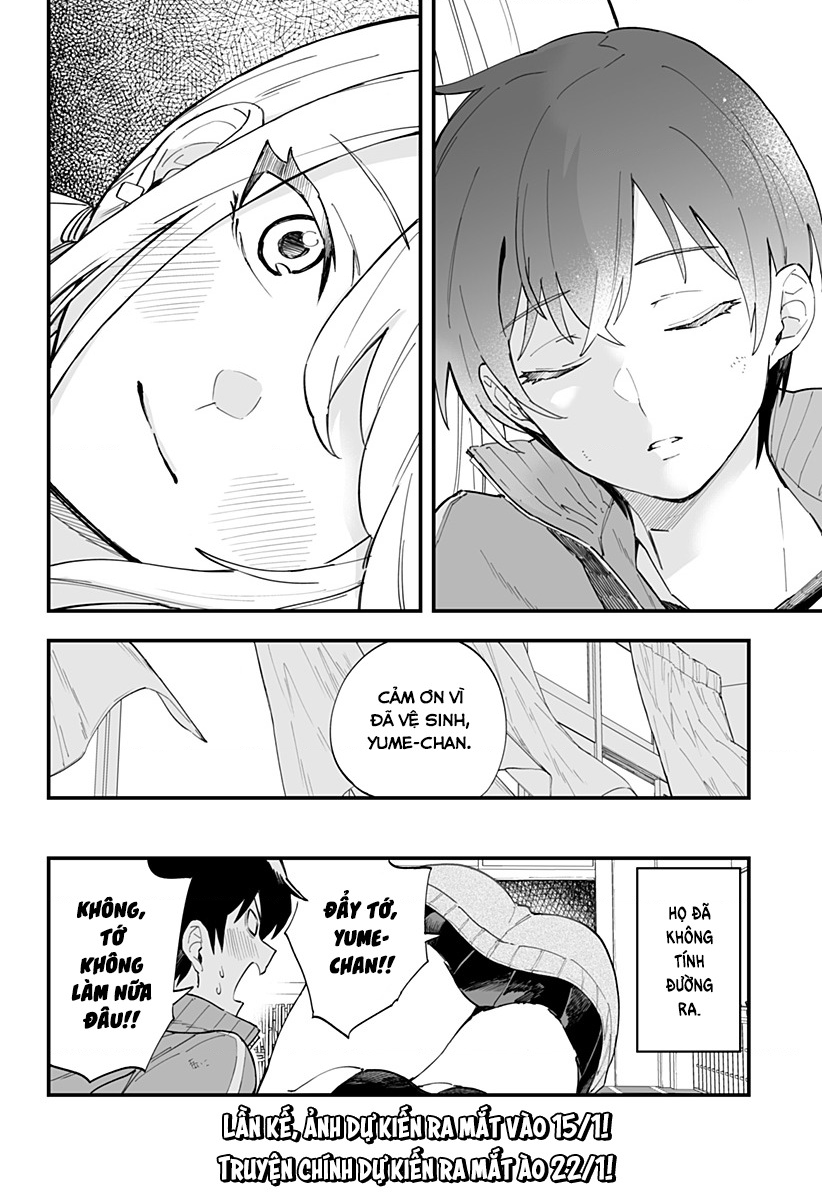 CẢM ƠN VÌ
ĐÃ VỆ SINH,
YUME-CHAN.
HỌ ĐÃ
KHÔNG
TÍNH
ĐƯỜNG
RA.
ĐẨY TỚ,
YUME-
CHAN!!
KHÔNG,
TỚ
KHÔNG
LÀM NỮA
ĐÂU!!
LẦN KẾ, ẢNH DỰ KIẾN RA MẮT VÀO 15/1!
TRUYỆN CHÍNH DỰ KIẾN RA MẮT ÀO 22/1!